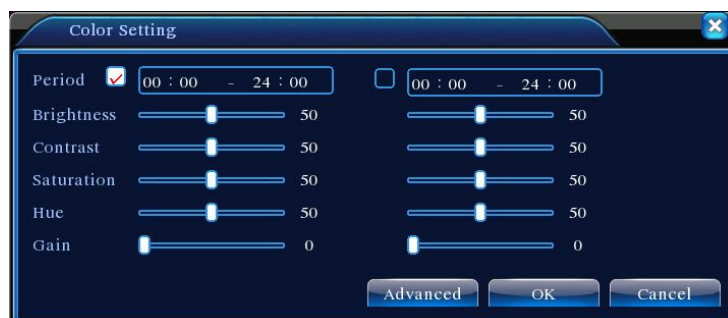 Color Setting
Period 00 : 00 - 24 : 00 00 : 00 - 24 : 00
Brightness 50 50
Contrast 50 50
Saturation 50 50
Hue 50 50
Gain 0 0
Advanced OK Cancel